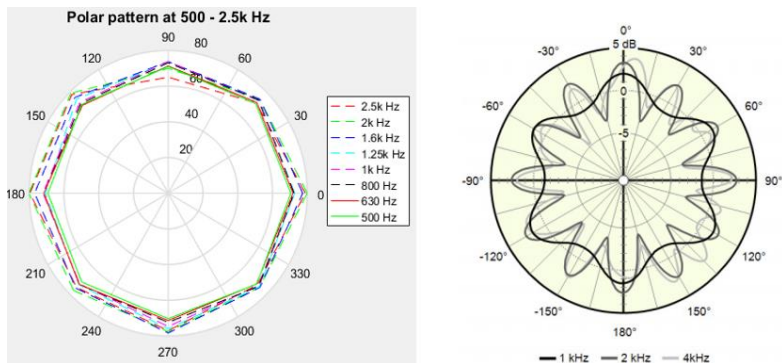 Polar pattern at 500 - 2.5k Hz
90
120
80
60
60
150
40
30
20
180
0
210
330
240
300
270
2.5k Hz
2k Hz
1.6k Hz
1.25k Hz
1k Hz
800 Hz
630 Hz
500 Hz
0°
-30°
5 dB
30°
-60°
0
60°
-5
-90°
90°
-120°
120°
-150°
150°
180°
1 kHz
2 kHz
4kHz